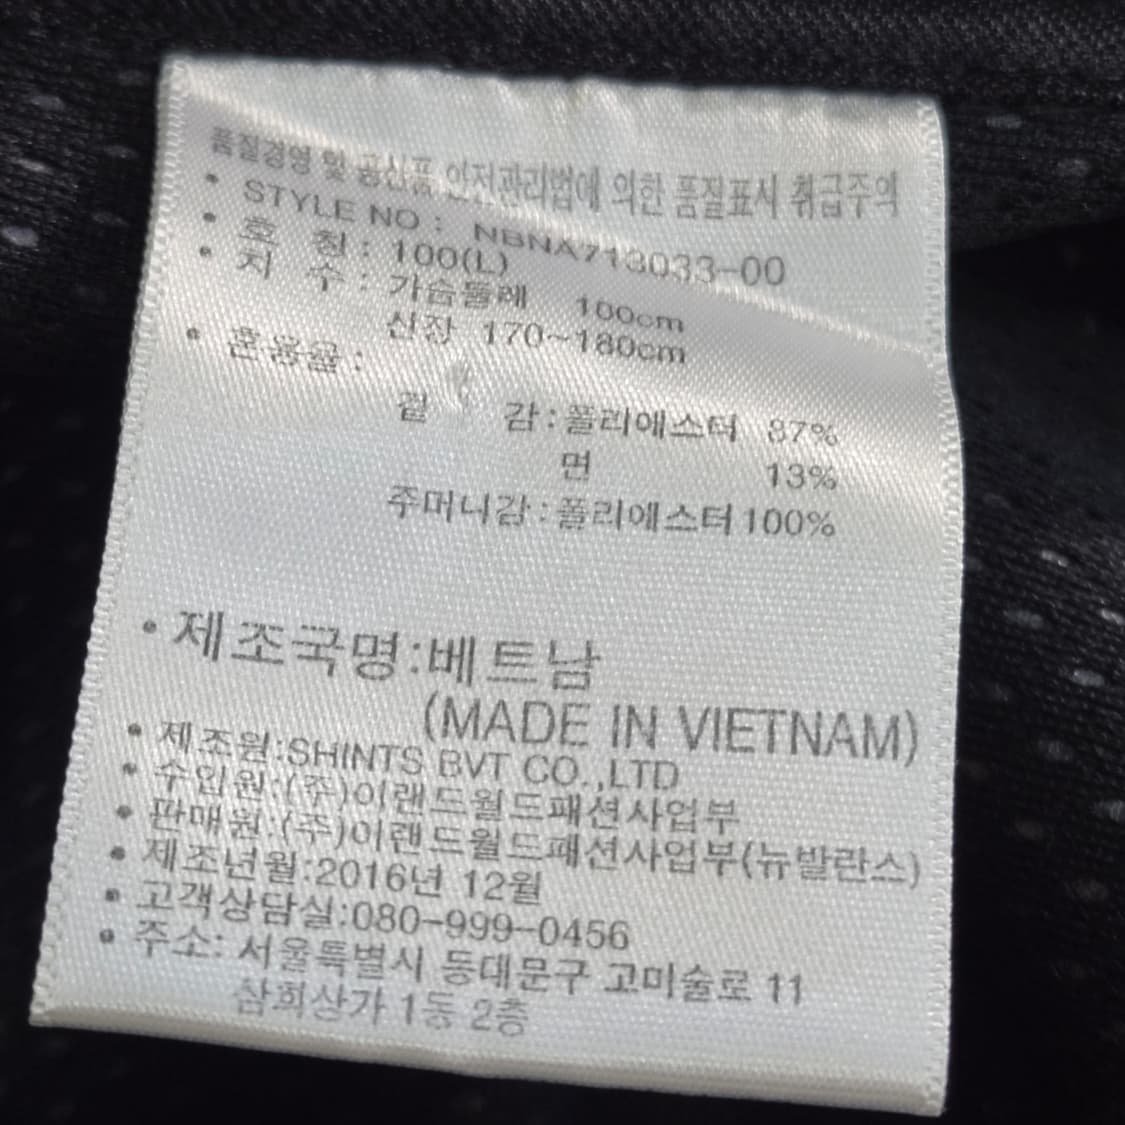 품질경영 및 공산품 안전관리법에 의한 품질표시 취급주의
• STYLE NO : NBNA713033-00
• 호 칭 : 100(L)
• 치 수 : 가슴둘레 100cm
신장 170~180cm
• 혼용율 :
겉 감 : 폴리에스터 87%
면 13%
주머니감 : 폴리에스터 100%
• 제조국명:베트남
(MADE IN VIETNAM)
• 제조원:SHINTS BVT CO.,LTD
• 수입원:(주)이랜드월드패션사업부
• 판매원:(주)이랜드월드패션사업부(뉴발란스)
• 제조년월:2016년 12월
• 고객상담실:080-999-0456
• 주소: 서울특별시 동대문구 고미술로 11
삼희상가 1동 2층